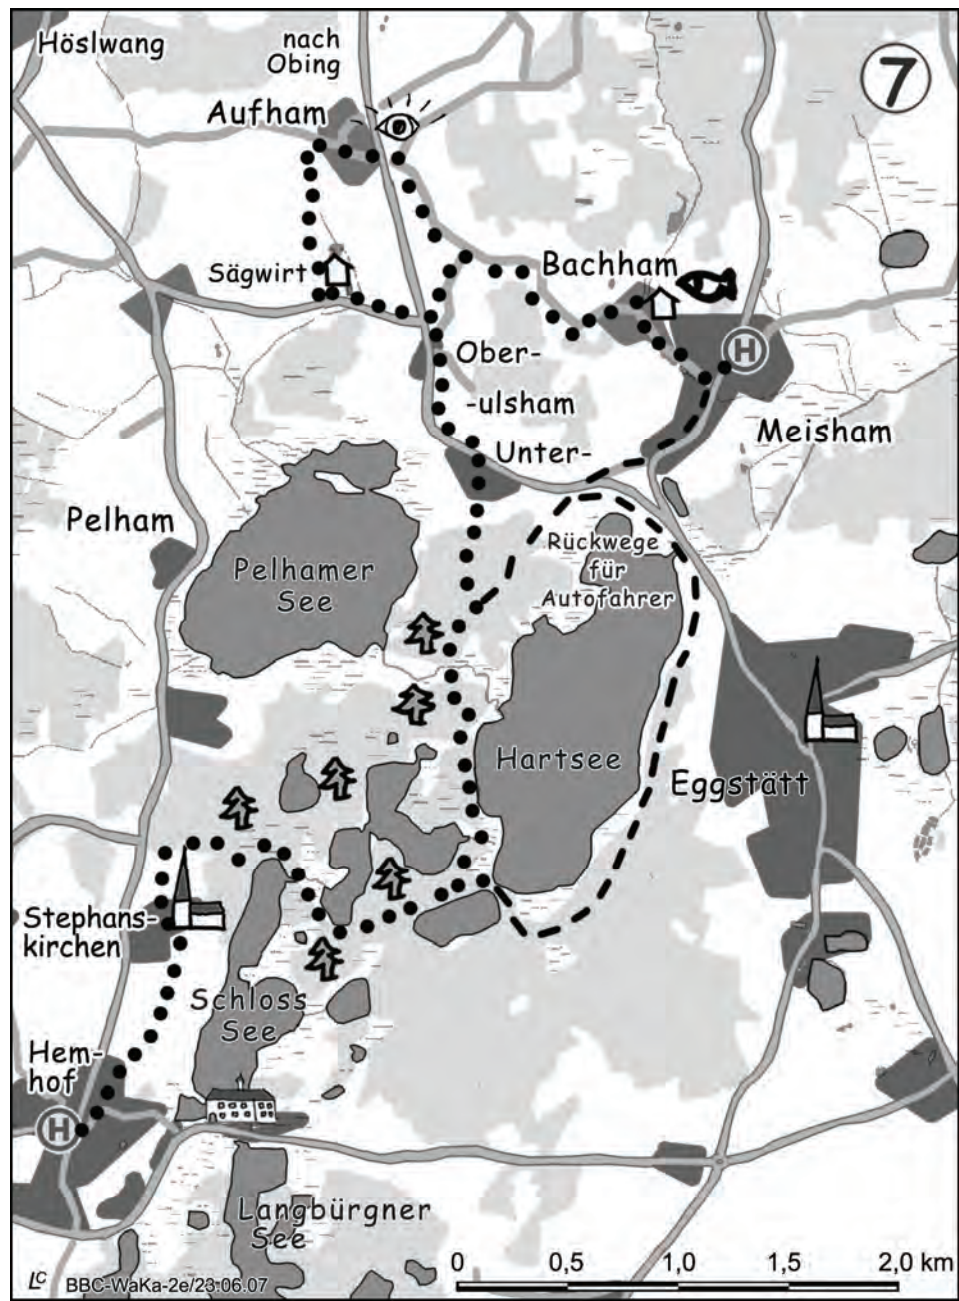 Höslwang
nach
Obing
7
Aufham
Sägwirt
Bachham
H
Ober-
-ulsham
Unter-
Meisham
Pelham
Pelhamer
See
Rückwege
für
Autofahrer
Hartsee
Eggstätt
Stephans-
kirchen
Schloss
See
Hem-
hof
H
Langbürgner
See
LC BBC-WaKa-2e/23.06.07
0 0,5 1,0 1,5 2,0 km